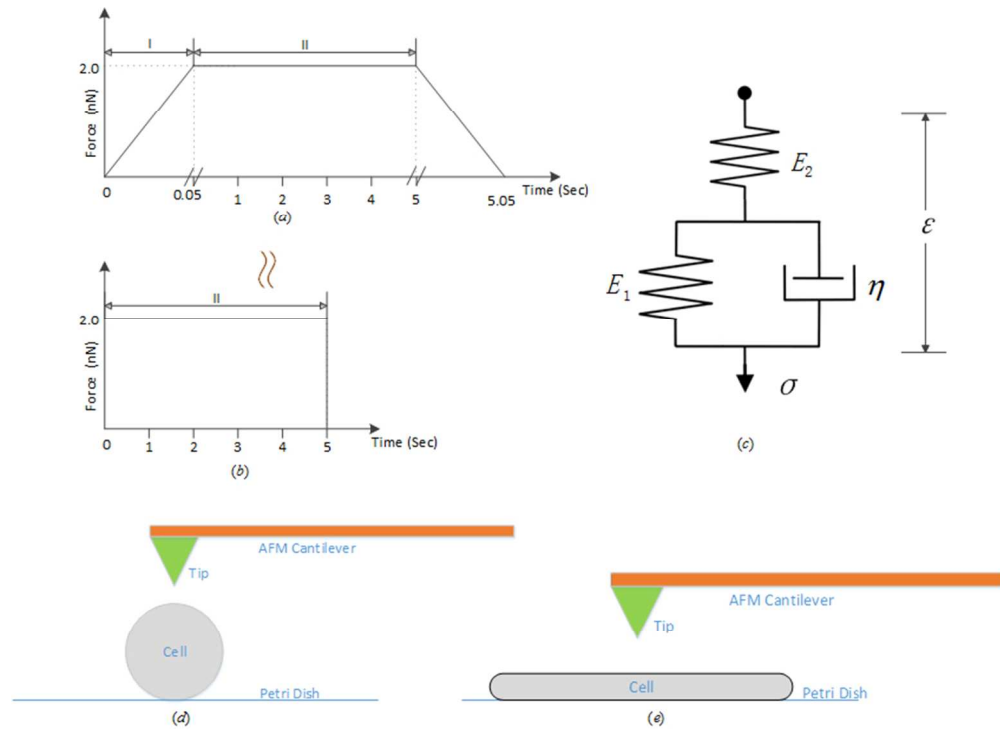 I
II
2.0
Force (nN)
0
0.05
1
2
3
4
5
5.05
Time (Sec)
(a)
II
2.0
Force (nN)
0
1
2
3
4
5
Time (Sec)
(b)
E2
E1
η
ε
σ
(c)
AFM Cantilever
Tip
Cell
Petri Dish
(d)
AFM Cantilever
Tip
Cell
Petri Dish
(e)